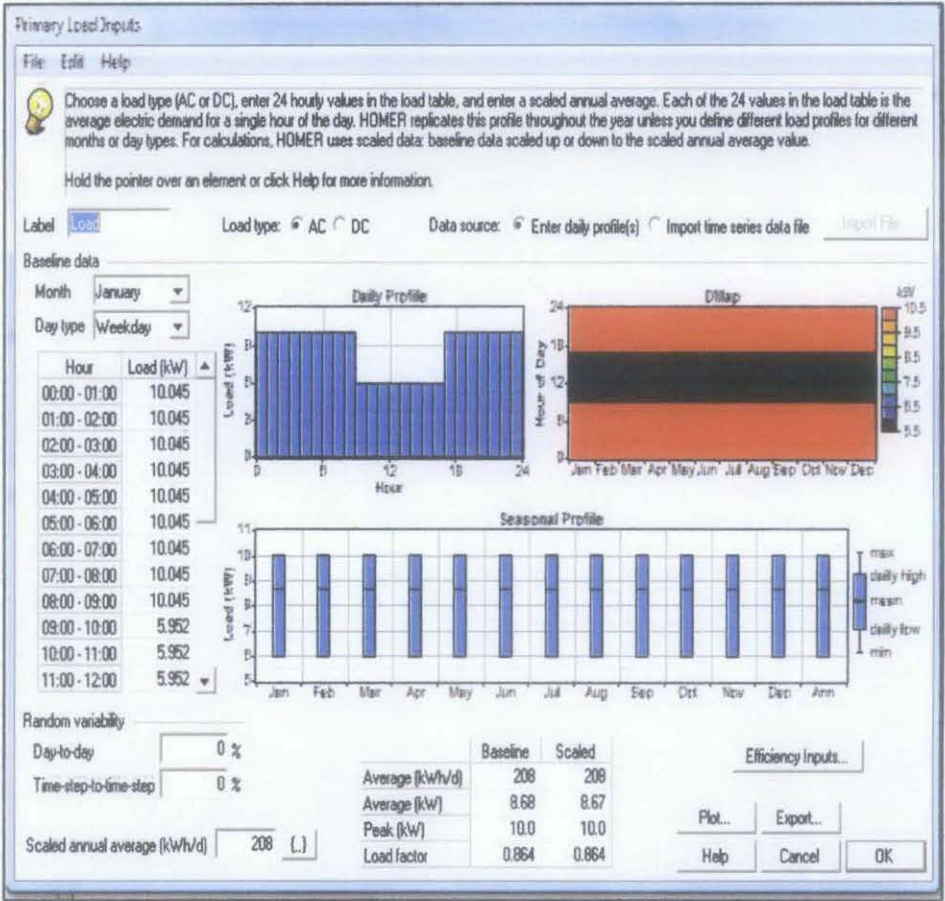 Primary Load Inputs
File Edit Help
Choose a load type (AC or DC), enter 24 hourly values in the load table, and enter a scaled annual average. Each of the 24 values in the load table is the
average electric demand for a single hour of the day. HOMER replicates this profile throughout the year unless you define different load profiles for different
months or day types. For calculations, HOMER uses scaled data: baseline data scaled up or down to the scaled annual average value.
Hold the pointer over an element or click Help for more information.
Label Load Load type: AC DC Data source: Enter daily profile(s) Import time series data file Import File
Baseline data
Month January
Day type Weekday
Hour Load (kW)
00:00 - 01:00 10.045
01:00 - 02:00 10.045
02:00 - 03:00 10.045
03:00 - 04:00 10.045
04:00 - 05:00 10.045
05:00 - 06:00 10.045
06:00 - 07:00 10.045
07:00 - 08:00 10.045
08:00 - 09:00 10.045
09:00 - 10:00 5.952
10:00 - 11:00 5.952
11:00 - 12:00 5.952
Daily Profile
Load (kW)
12
0 6 12 18 24
Hour
DMap
Hour of Day
24
18
12
6
0
Jan Feb Mar Apr May Jun Jul Aug Sep Oct Nov Dec
kW
10.5
9.5
8.5
7.5
6.5
5.5
Seasonal Profile
Load (kW)
11
10
9
8
7
6
5
Jan Feb Mar Apr May Jun Jul Aug Sep Oct Nov Dec Ann
max
daily high
mean
daily low
min
Random variability
Day-to-day 0 %
Time-step-to-time-step 0 %
Scaled annual average (kWh/d) 208 {..}
Baseline Scaled
Average (kWh/d) 208 208
Average (kW) 8.68 8.67
Peak (kW) 10.0 10.0
Load factor 0.864 0.864
Efficiency Inputs...
Plot... Export...
Help Cancel OK